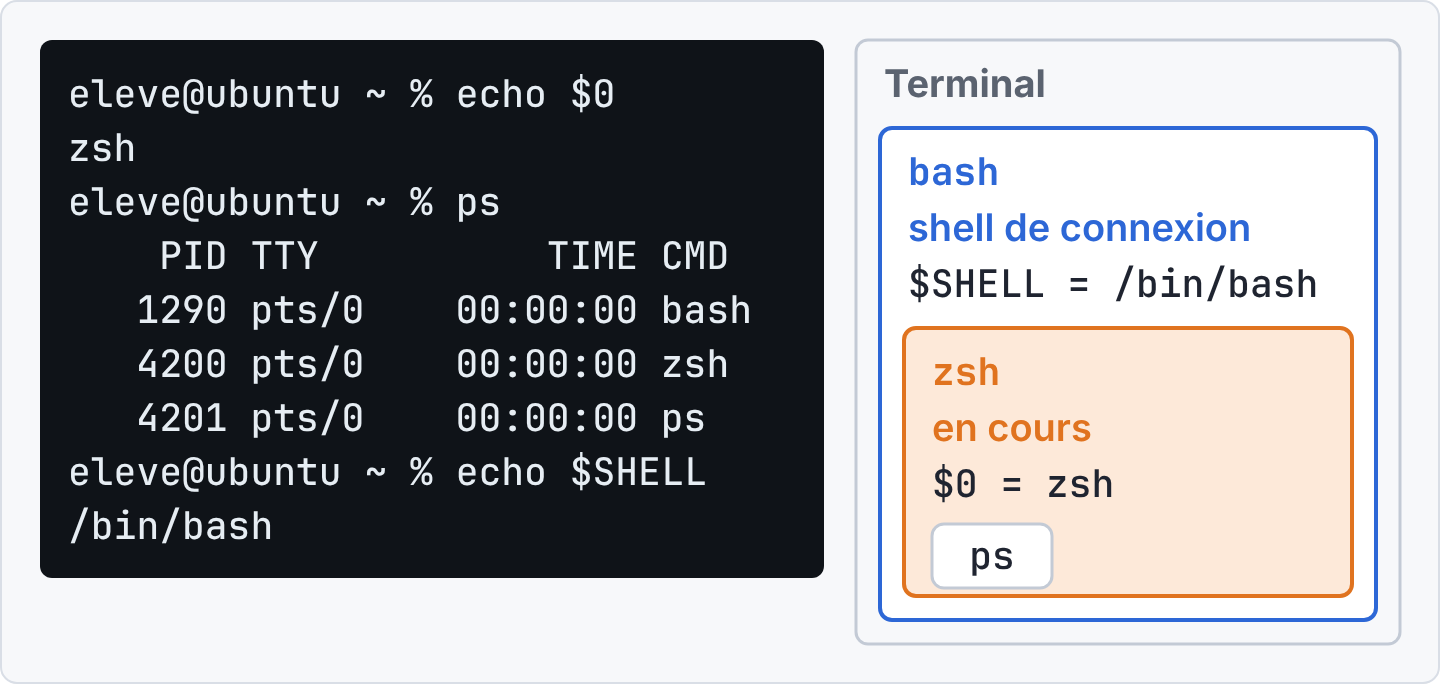 eleve@ubuntu ~ % echo $0
zsh
eleve@ubuntu ~ % ps
    PID TTY          TIME CMD
   1290 pts/0    00:00:00 bash
   4200 pts/0    00:00:00 zsh
   4201 pts/0    00:00:00 ps
eleve@ubuntu ~ % echo $SHELL
/bin/bash
Terminal
bash
shell de connexion
$SHELL = /bin/bash
zsh
en cours
$0 = zsh
ps